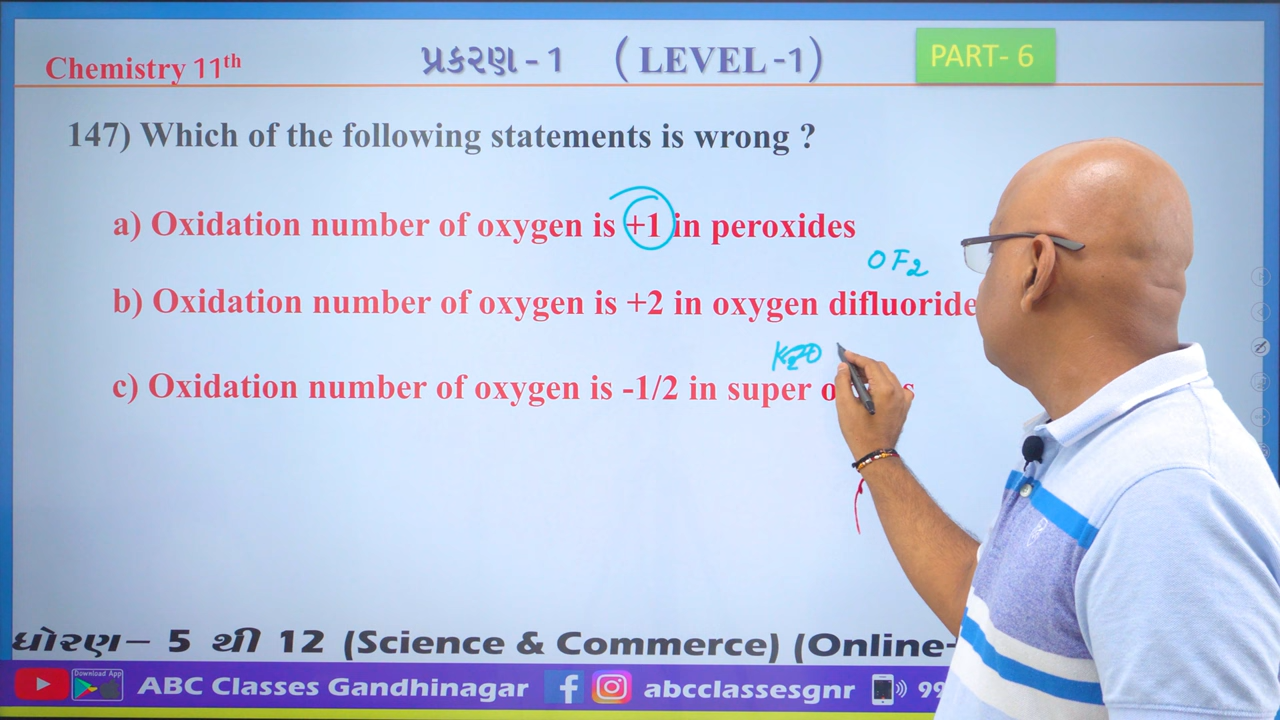 Chemistry 11th
પ્રકરણ - 1 (LEVEL -1)
PART- 6
147) Which of the following statements is wrong ?
a) Oxidation number of oxygen is +1 in peroxides
OF2
b) Oxidation number of oxygen is +2 in oxygen difluoride
c) Oxidation number of oxygen is -1/2 in super
ધોરણ– 5 થી 12 (Science & Commerce) (Online-
Download App
ABC Classes Gandhinagar
abcclassesgnr